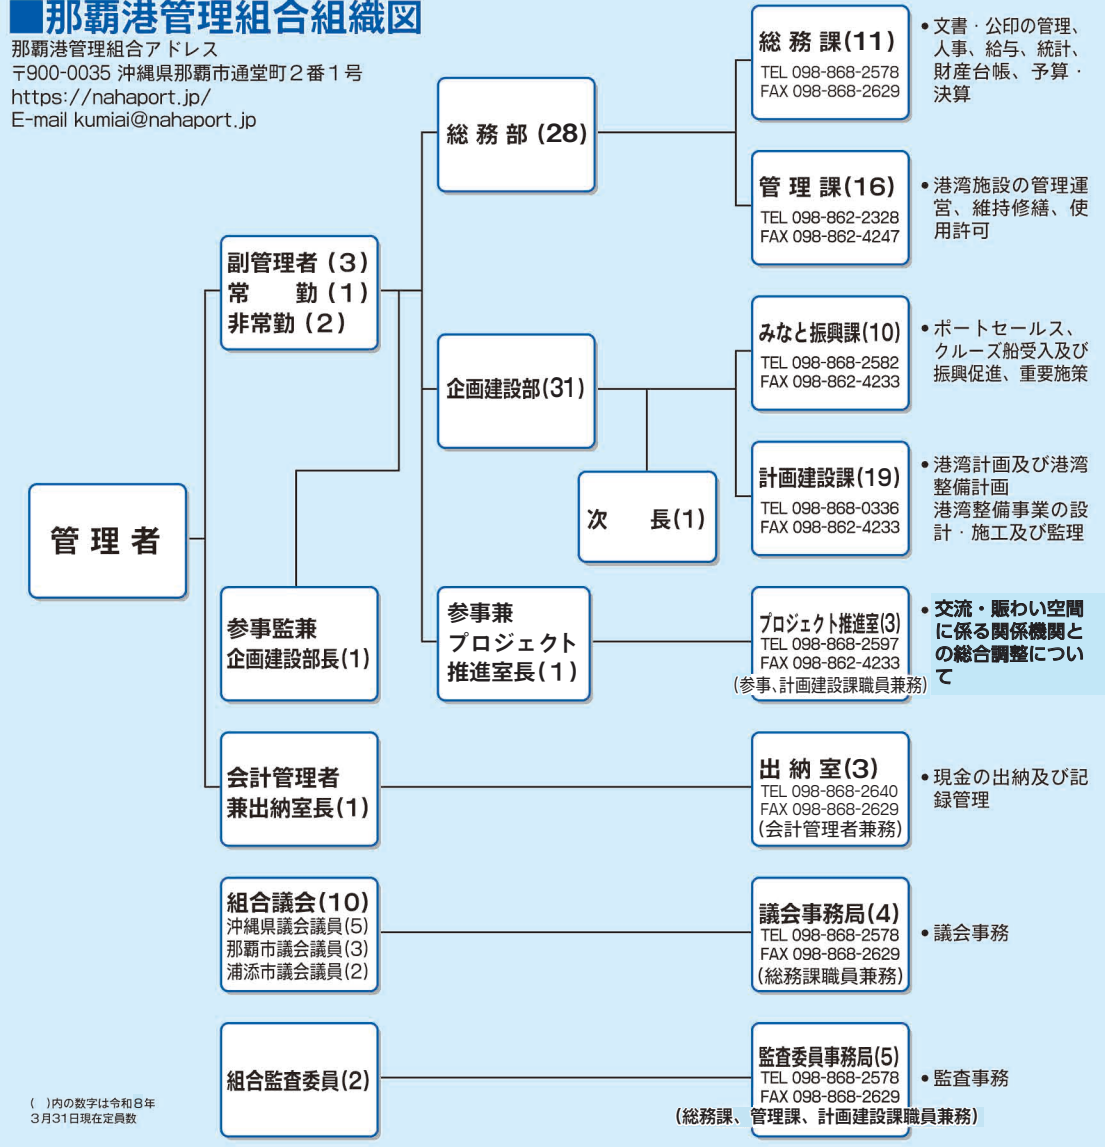 ■那覇港管理組合組織図
那覇港管理組合アドレス
〒900-0035 沖縄県那覇市通堂町２番１号
https://nahaport.jp/
E-mail kumiai@nahaport.jp
管 理 者
副管理者（３）
常　　勤（１）
非常勤（２）
参事監兼
企画建設部長(１)
会計管理者
兼出納室長(１)
組合議会(10)
沖縄県議会議員(5)
那覇市議会議員(3)
浦添市議会議員(2)
組合監査委員(2)
総 務 部 (28)
企画建設部(31)
次　　長(１)
参事兼
プロジェクト
推進室長(１)
総 務 課(11)
TEL 098-868-2578
FAX 098-868-2629
•文書・公印の管理、
人事、給与、統計、
財産台帳、予算・
決算
管 理 課(16)
TEL 098-862-2328
FAX 098-862-4247
•港湾施設の管理運
営、維持修繕、使
用許可
みなと振興課(10)
TEL 098-868-2582
FAX 098-862-4233
•ポートセールス、
クルーズ船受入及び
振興促進、重要施策
計画建設課(19)
TEL 098-868-0336
FAX 098-862-4233
•港湾計画及び港湾
整備計画
港湾整備事業の設
計・施工及び監理
プロジェクト推進室(3)
TEL 098-868-2597
FAX 098-862-4233
(参事、計画建設課職員兼務)
•交流・賑わい空間
に係る関係機関と
の総合調整につい
て
出 納 室(3)
TEL 098-868-2640
FAX 098-868-2629
(会計管理者兼務)
•現金の出納及び記
録管理
議会事務局(4)
TEL 098-868-2578
FAX 098-868-2629
(総務課職員兼務)
•議会事務
監査委員事務局(5)
TEL 098-868-2578
FAX 098-868-2629
(総務課、管理課、計画建設課職員兼務)
•監査事務
(　)内の数字は令和8年
３月31日現在定員数